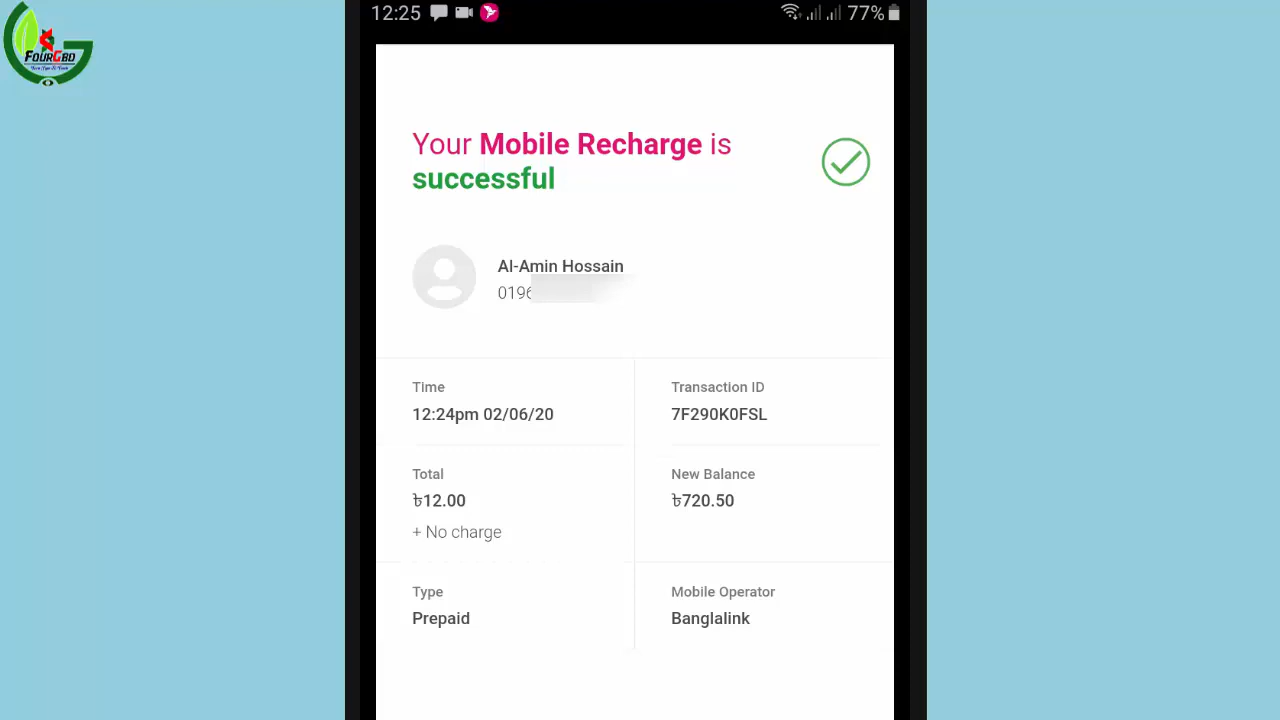 FOURGBD
12:25
77%
Your Mobile Recharge is
successful
Al-Amin Hossain
0196
Time
12:24pm 02/06/20
Transaction ID
7F290K0FSL
Total
৳12.00
+ No charge
New Balance
৳720.50
Type
Prepaid
Mobile Operator
Banglalink